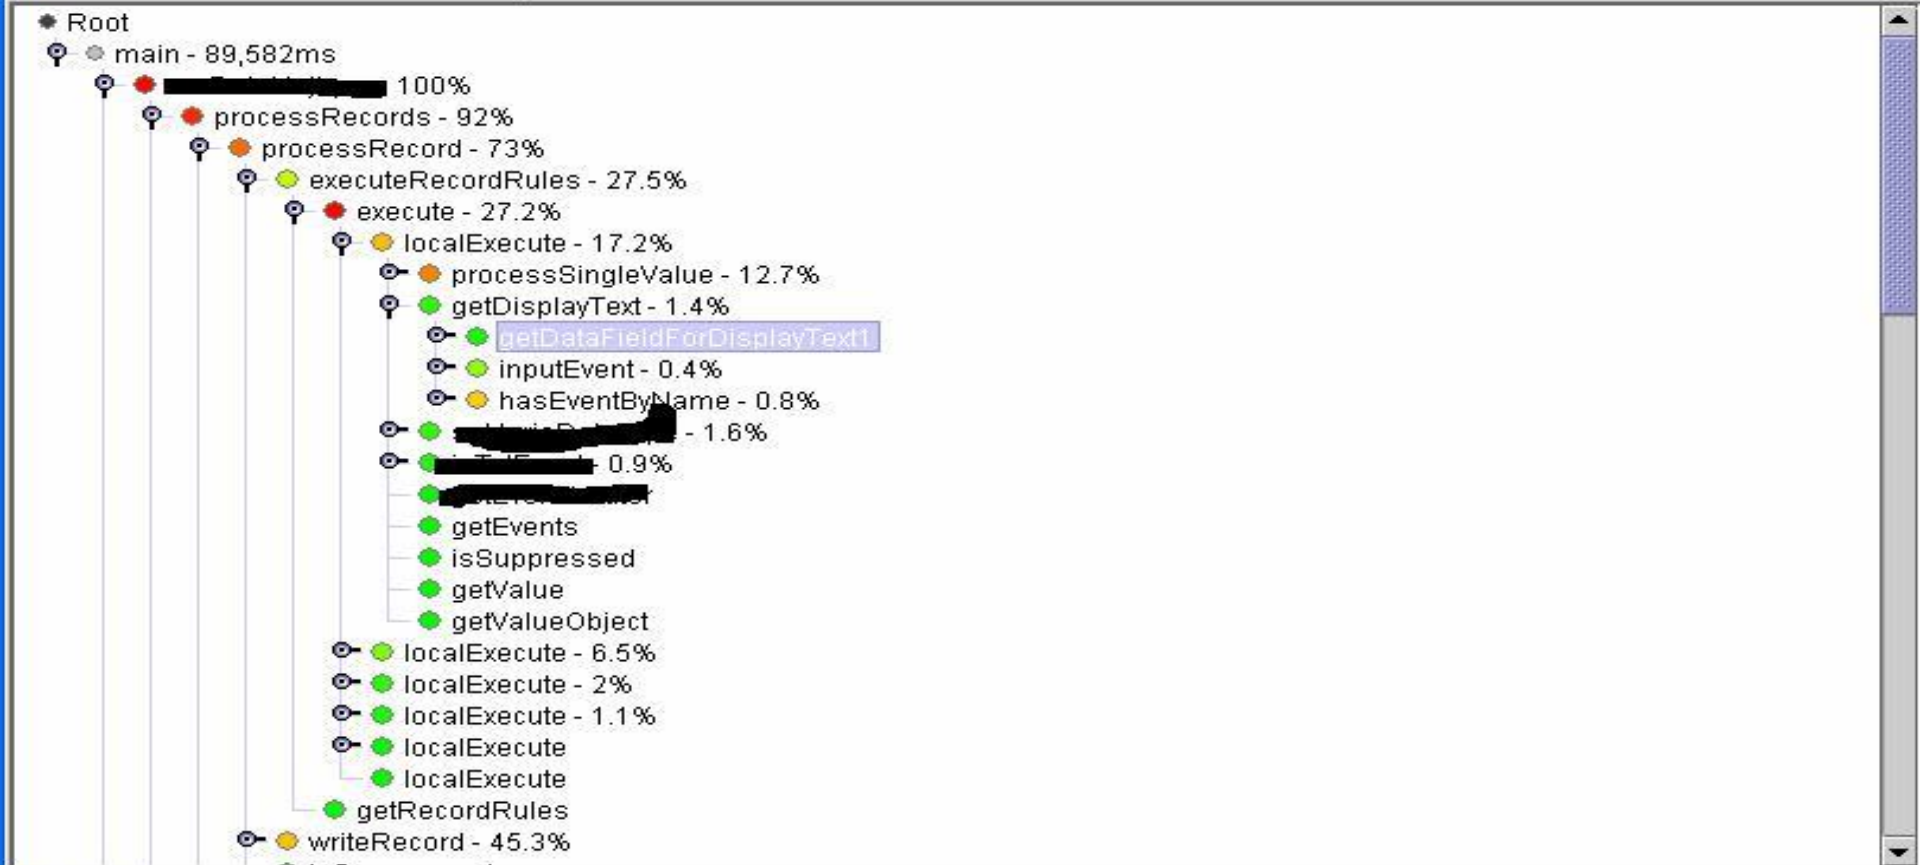 Root
main - 89,582ms
100%
processRecords - 92%
processRecord - 73%
executeRecordRules - 27.5%
execute - 27.2%
localExecute - 17.2%
processSingleValue - 12.7%
getDisplayText - 1.4%
getDataFieldForDisplayText1
inputEvent - 0.4%
hasEventByName - 0.8%
- 1.6%
- 0.9%
getEvents
isSuppressed
getValue
getValueObject
localExecute - 6.5%
localExecute - 2%
localExecute - 1.1%
localExecute
localExecute
getRecordRules
writeRecord - 45.3%